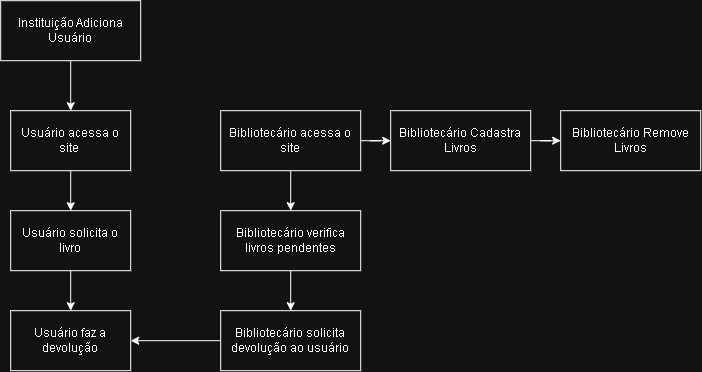 Instituição Adiciona
Usuário
Usuário acessa o
site
Bibliotecário acessa o
site
Bibliotecário Cadastra
Livros
Bibliotecário Remove
Livros
Usuário solicita o
livro
Bibliotecário verifica
livros pendentes
Usuário faz a
devolução
Bibliotecário solicita
devolução ao usuário